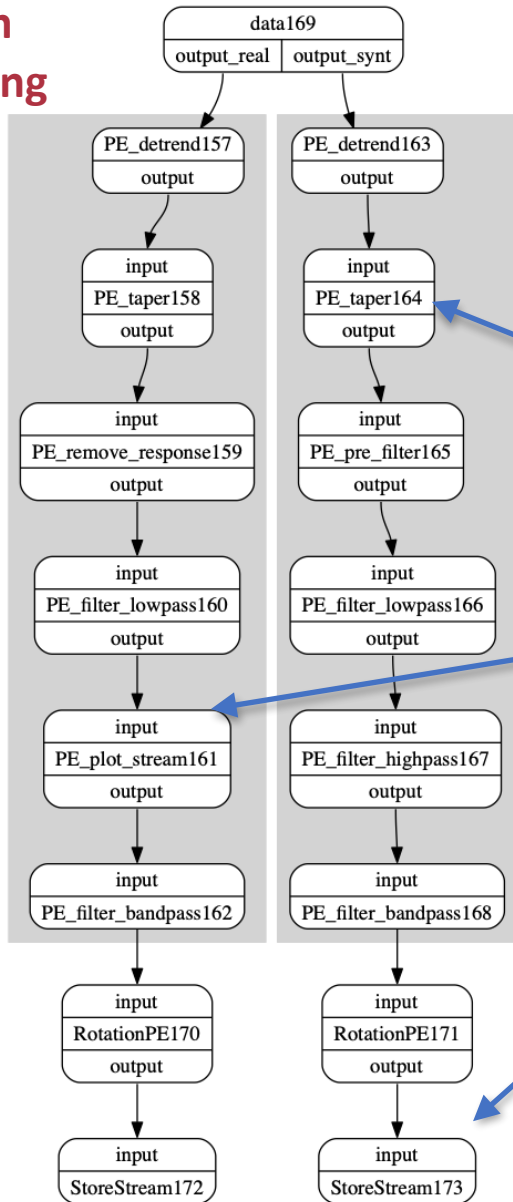 n
ng
data169
output_real
output_synt
PE_detrend157
output
input
PE_taper158
output
input
PE_remove_response159
output
input
PE_filter_lowpass160
output
input
PE_plot_stream161
output
input
PE_filter_bandpass162
input
RotationPE170
output
input
StoreStream172
PE_detrend163
output
input
PE_taper164
output
input
PE_pre_filter165
output
input
PE_filter_lowpass166
output
input
PE_filter_highpass167
output
input
PE_filter_bandpass168
input
RotationPE171
output
input
StoreStream173